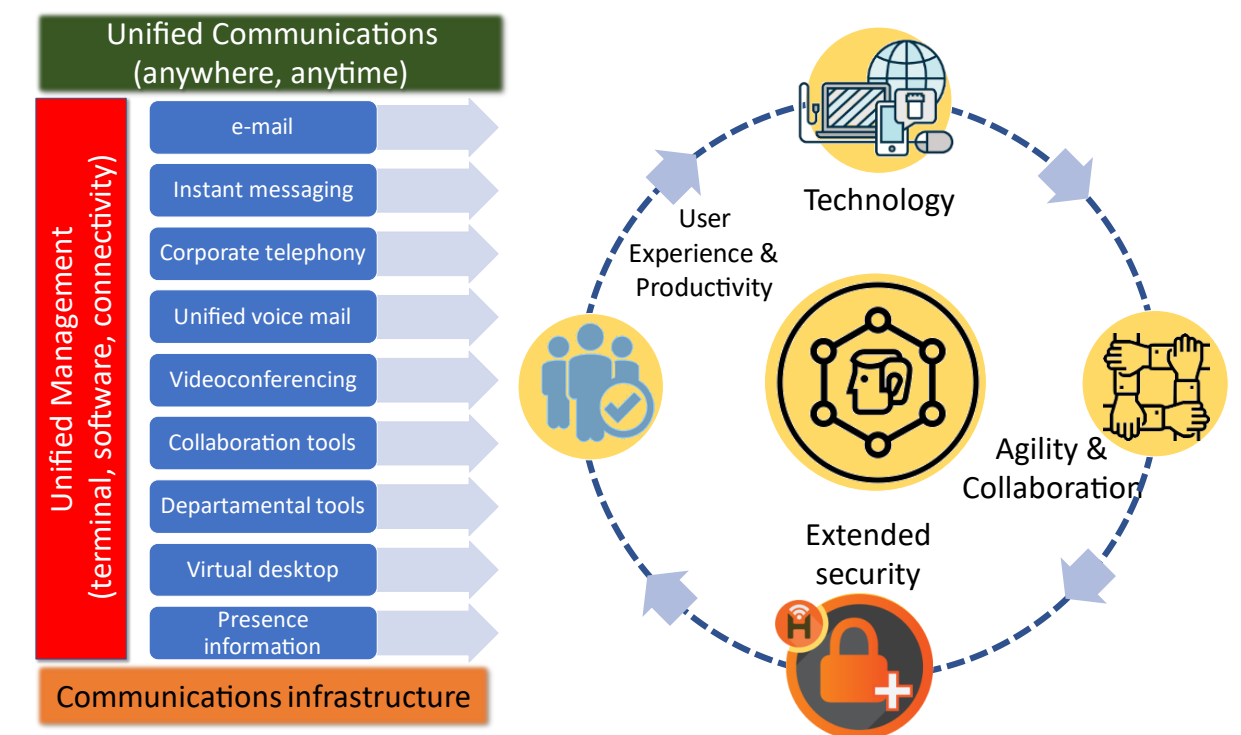 Unified Communications
(anywhere, anytime)
Unified Management
(terminal, software, connectivity)
e-mail
Instant messaging
Corporate telephony
Unified voice mail
Videoconferencing
Collaboration tools
Departamental tools
Virtual desktop
Presence
information
Communications infrastructure
Technology
User
Experience &
Productivity
Agility &
Collaboration
Extended
security
H